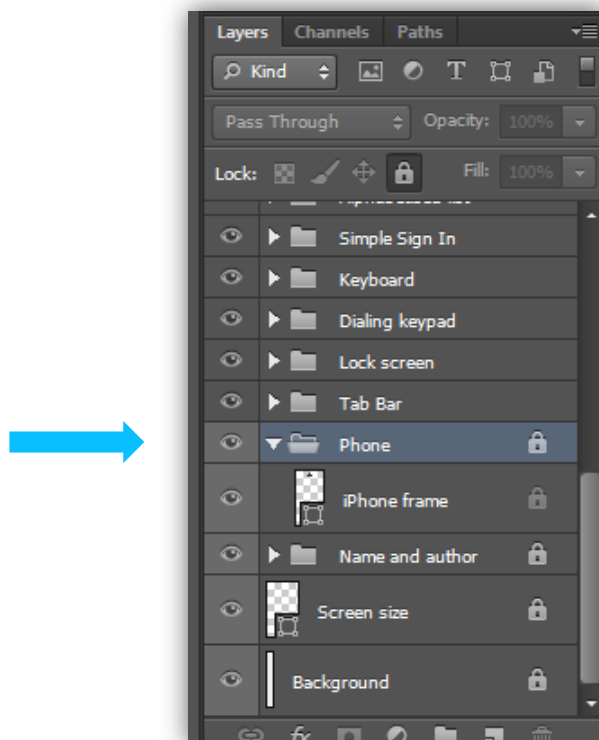 Layers Channels Paths
Kind T
Pass Through Opacity: 100%
Lock: Fill: 100%
Simple Sign In
Keyboard
Dialing keypad
Lock screen
Tab Bar
Phone
iPhone frame
Name and author
Screen size
Background
fx